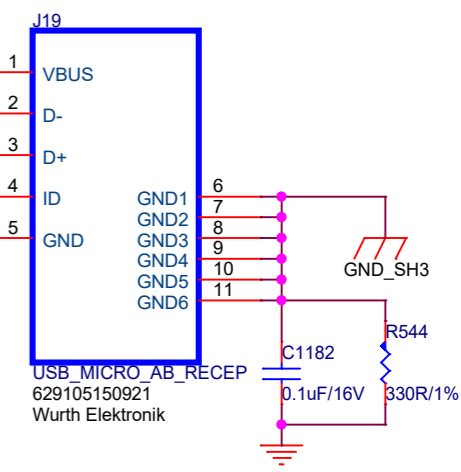 J19
1 VBUS
2 D-
3 D+
4 ID
5 GND
GND1 6
GND2 7
GND3 8
GND4 9
GND5 10
GND6 11
GND_SH3
R544
330R/1%
C1182
0.1uF/16V
USB_MICRO_AB_RECEP
629105150921
Wurth Elektronik